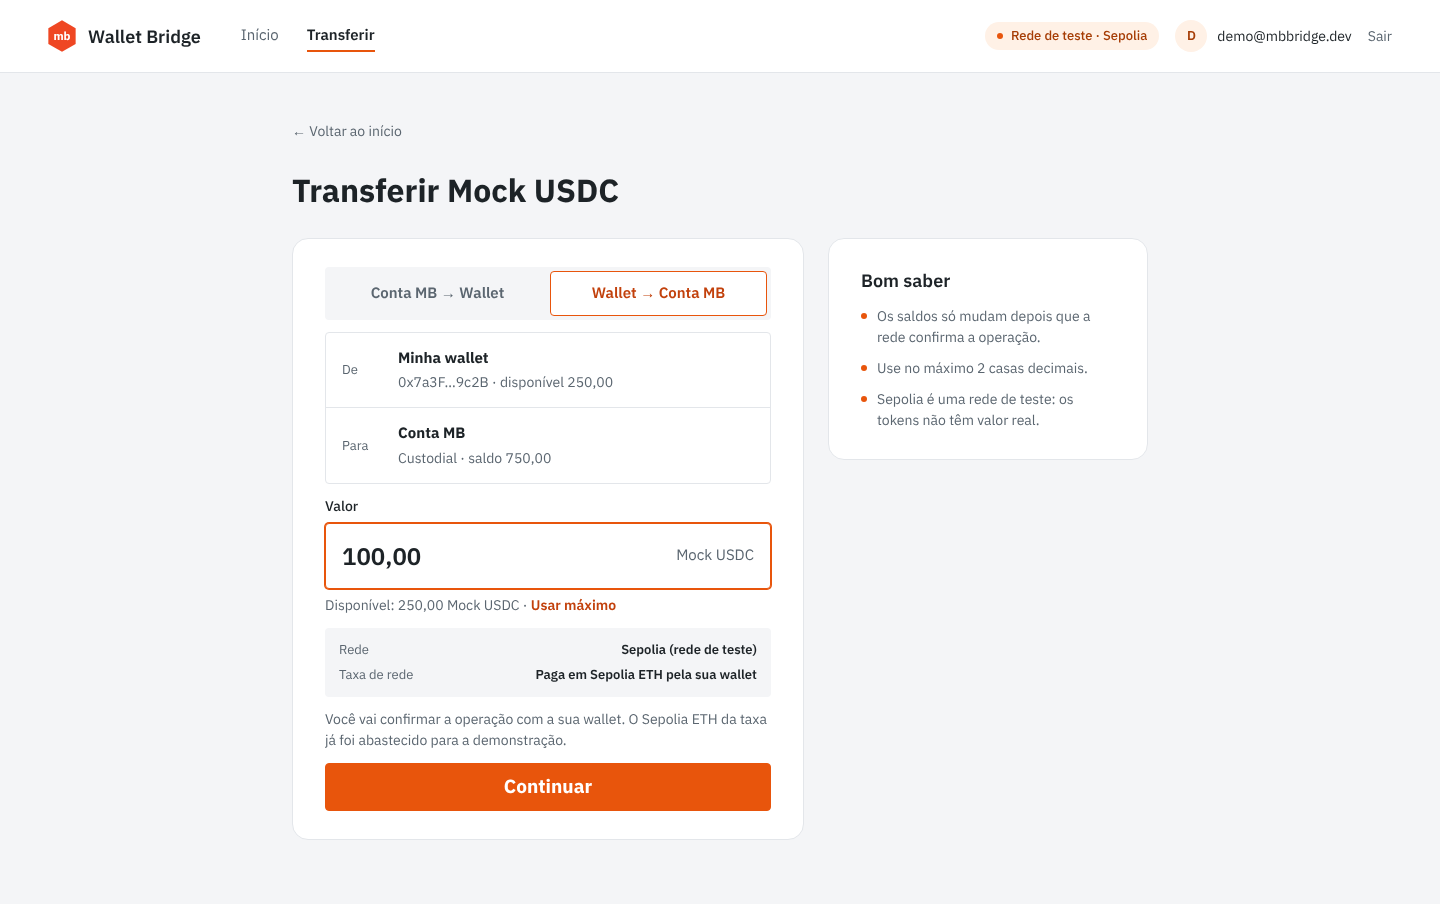 mb
Wallet Bridge
Início
Transferir
Rede de teste · Sepolia
D
demo@mbbridge.dev
Sair
← Voltar ao início
Transferir Mock USDC
Conta MB → Wallet
Wallet → Conta MB
De
Minha wallet
0x7a3F...9c2B · disponível 250,00
Para
Conta MB
Custodial · saldo 750,00
Valor
100,00
Mock USDC
Disponível: 250,00 Mock USDC · Usar máximo
Rede
Sepolia (rede de teste)
Taxa de rede
Paga em Sepolia ETH pela sua wallet
Você vai confirmar a operação com a sua wallet. O Sepolia ETH da taxa
já foi abastecido para a demonstração.
Continuar
Bom saber
Os saldos só mudam depois que a
rede confirma a operação.
Use no máximo 2 casas decimais.
Sepolia é uma rede de teste: os
tokens não têm valor real.